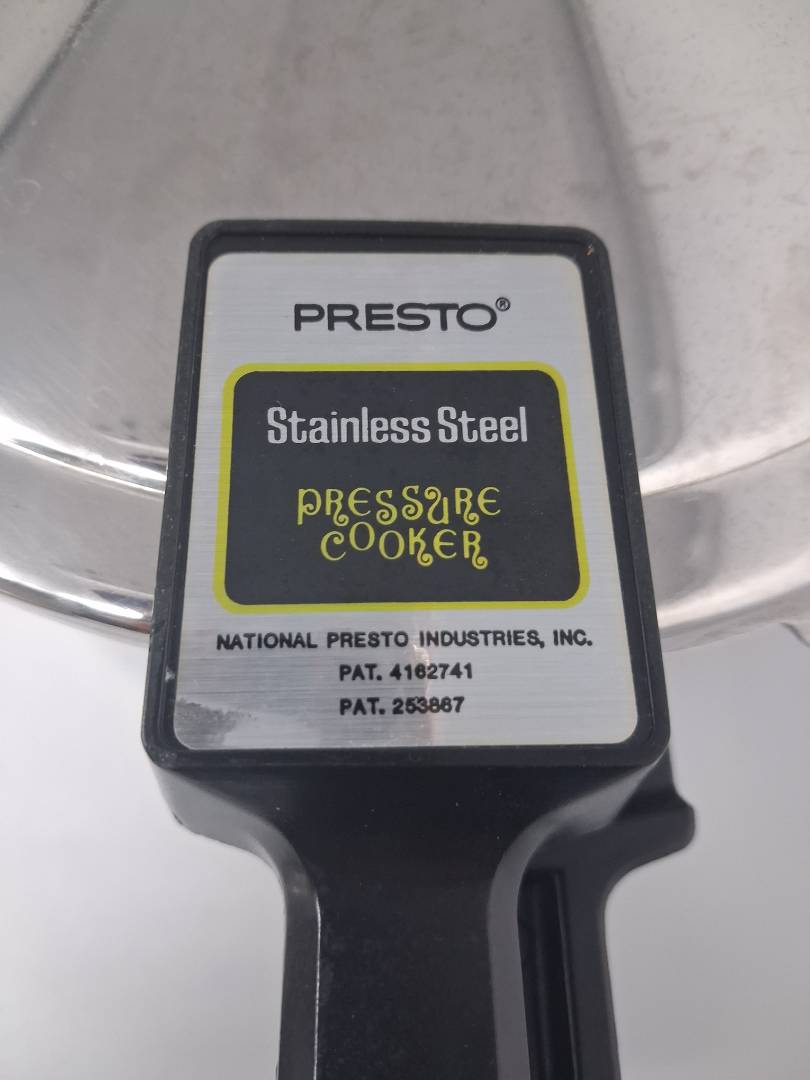 PRESTO®
Stainless Steel
PRESSURE
COOKER
NATIONAL PRESTO INDUSTRIES, INC.
PAT. 4162741
PAT. 253867